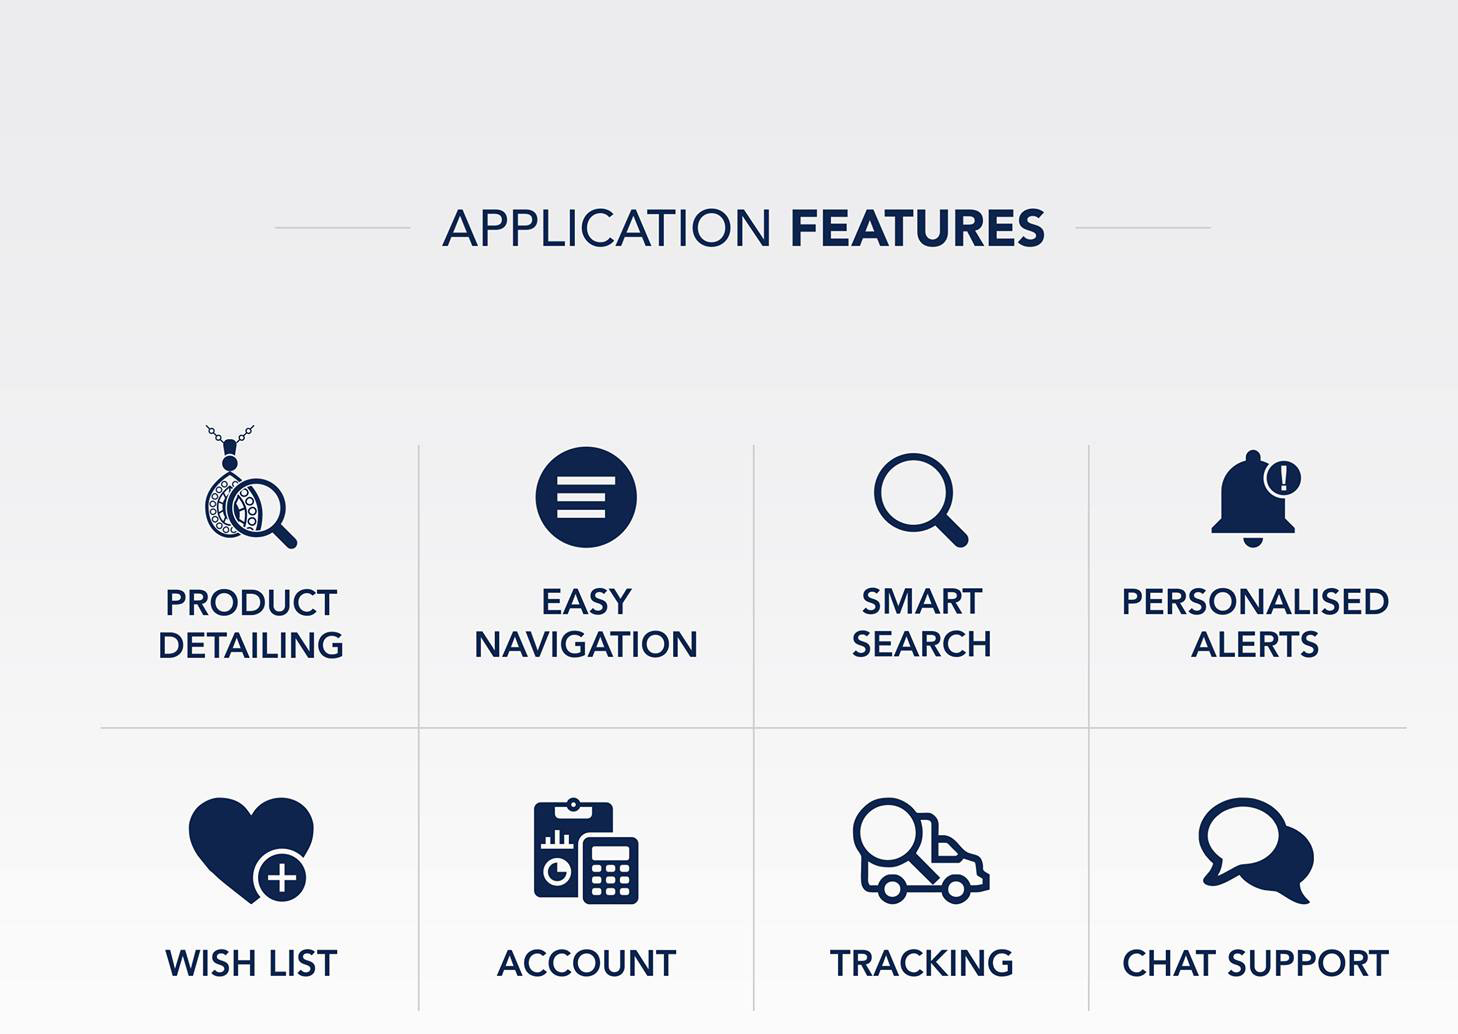 APPLICATION FEATURES
PRODUCT
DETAILING
EASY
NAVIGATION
SMART
SEARCH
PERSONALISED
ALERTS
WISH LIST
ACCOUNT
TRACKING
CHAT SUPPORT